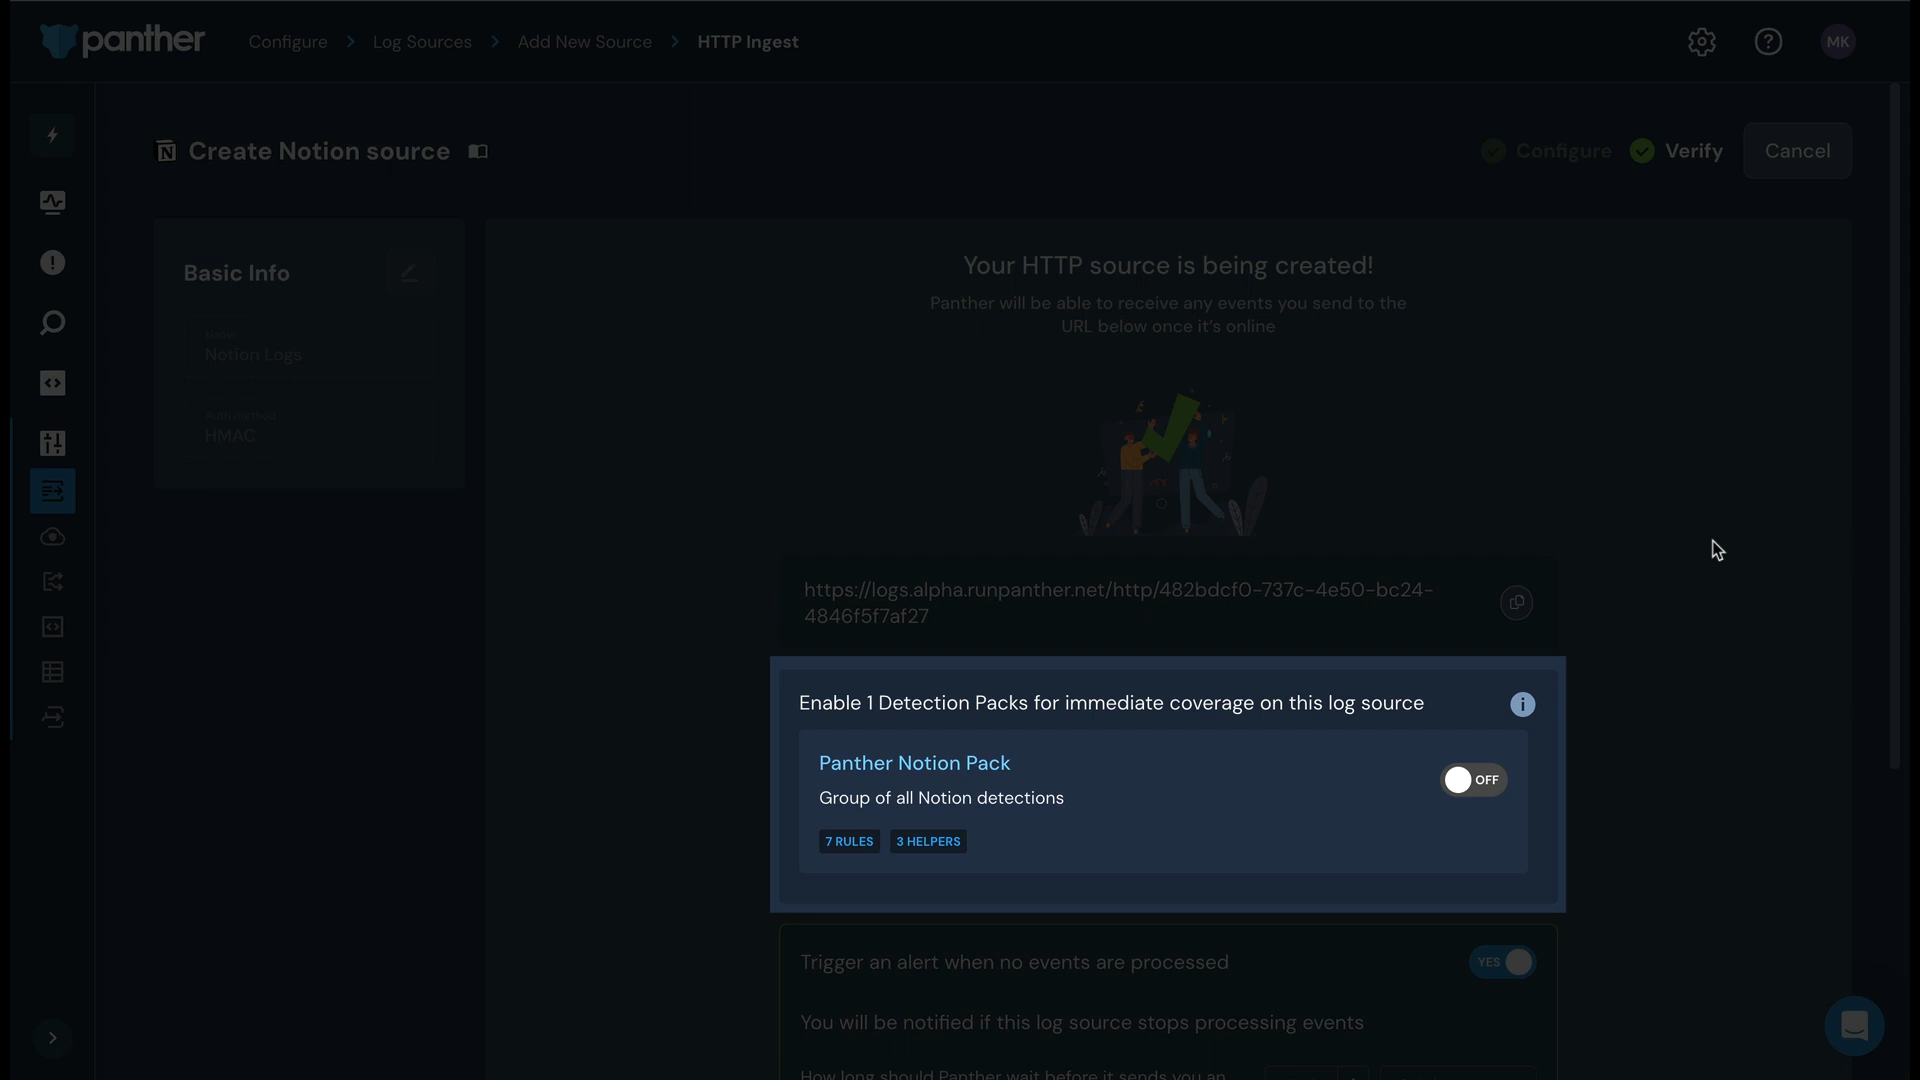 panther
Configure > Log Sources > Add New Source > HTTP Ingest
MK
Create Notion source
Configure
Verify
Cancel
Basic Info
Name
Notion Logs
Auth method
HMAC
Your HTTP source is being created!
Panther will be able to receive any events you send to the
URL below once it's online
https://logs.alpha.runpanther.net/http/482bdcf0-737c-4e50-bc24-
4846f5f7af27
Enable 1 Detection Packs for immediate coverage on this log source
Panther Notion Pack
OFF
Group of all Notion detections
7 RULES 3 HELPERS
Trigger an alert when no events are processed
YES
You will be notified if this log source stops processing events
How long should Panther wait before it sends you an